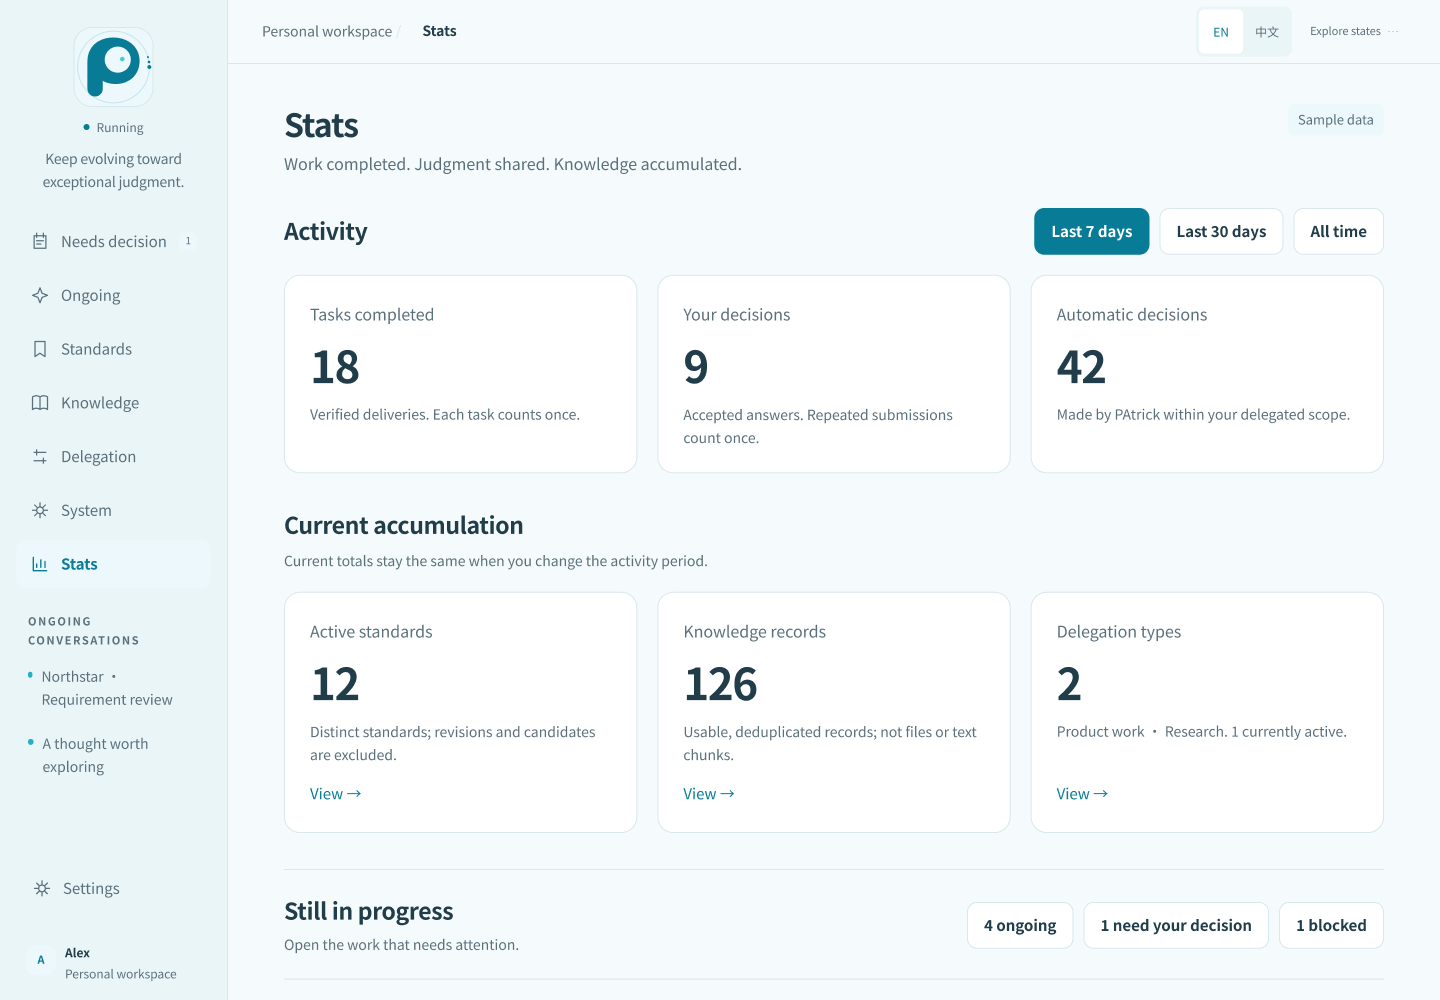 Running
Keep evolving toward
exceptional judgment.
Needs decision 1
Ongoing
Standards
Knowledge
Delegation
System
Stats
ONGOING
CONVERSATIONS
Northstar •
Requirement review
A thought worth
exploring
Settings
A
Alex
Personal workspace
Personal workspace / Stats
EN 中文 Explore states ···
Stats
Sample data
Work completed. Judgment shared. Knowledge accumulated.
Activity
Last 7 days Last 30 days All time
Tasks completed
18
Verified deliveries. Each task counts once.
Your decisions
9
Accepted answers. Repeated submissions
count once.
Automatic decisions
42
Made by PAtrick within your delegated scope.
Current accumulation
Current totals stay the same when you change the activity period.
Active standards
12
Distinct standards; revisions and candidates
are excluded.
View →
Knowledge records
126
Usable, deduplicated records; not files or text
chunks.
View →
Delegation types
2
Product work • Research. 1 currently active.
View →
Still in progress
Open the work that needs attention.
4 ongoing 1 need your decision 1 blocked